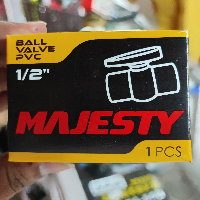 BALL
VALVE
PVC
1/2"
MAJESTY
1 PCS